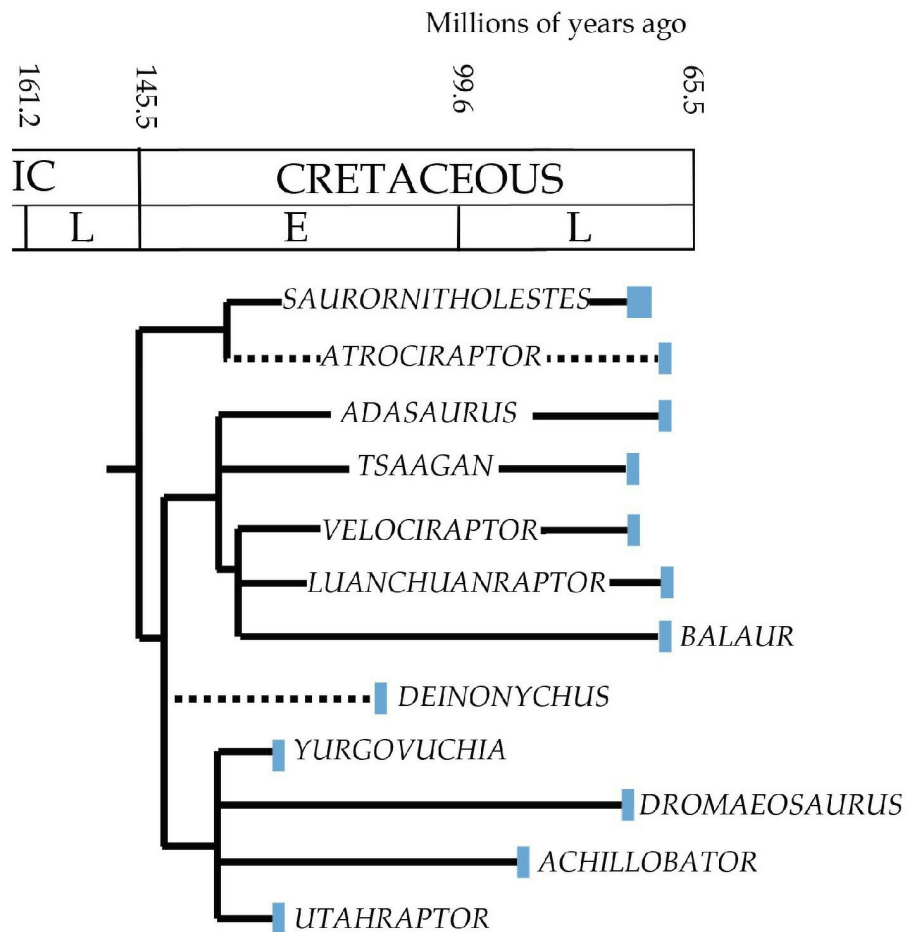 Millions of years ago
161.2 145.5 99.6 65.5
IC CRETACEOUS
L E L
SAURORNITHOLESTES
ATROCIRAPTOR
ADASAURUS
TSAAGAN
VELOCIRAPTOR
LUANCHUANRAPTOR
BALAUR
DEINONYCHUS
YURGOVUCHIA
DROMAEOSAURUS
ACHILLOBATOR
UTAHRAPTOR